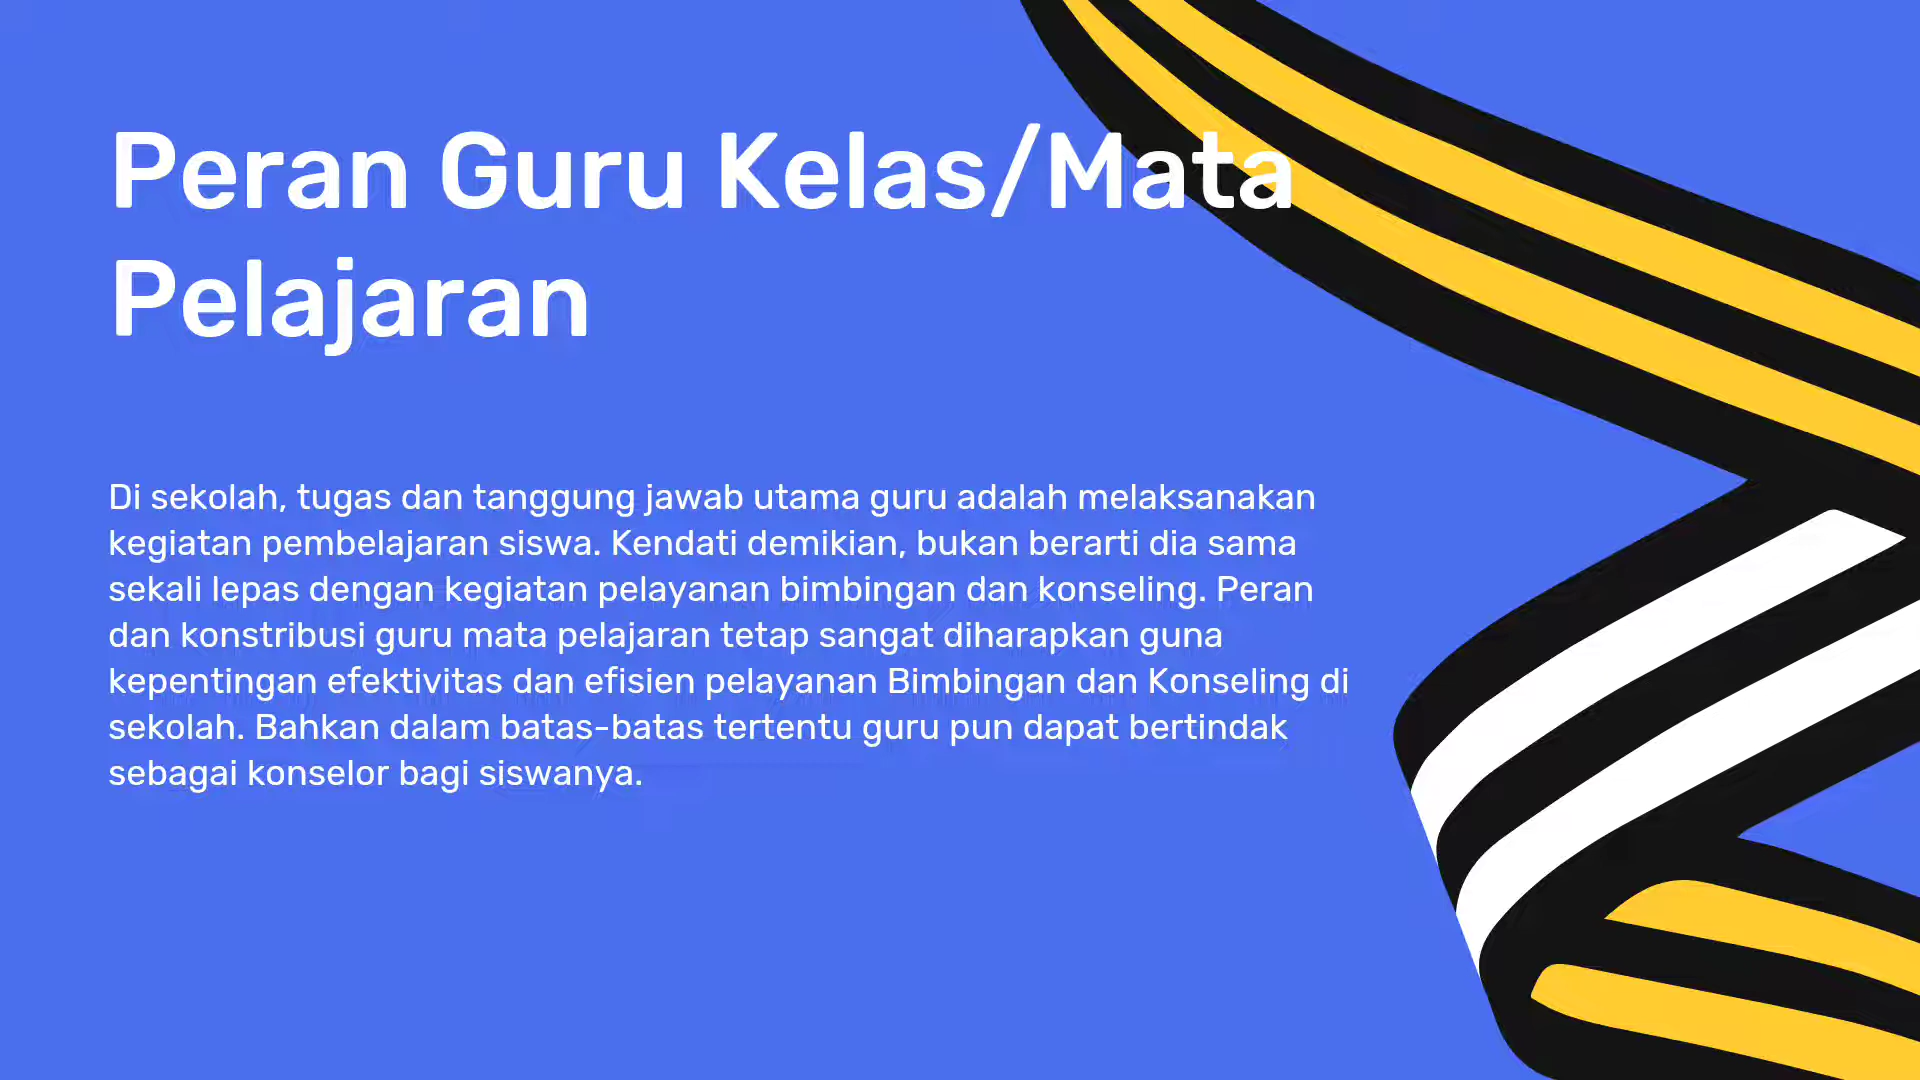 Peran Guru Kelas/Mata
Pelajaran
Di sekolah, tugas dan tanggung jawab utama guru adalah melaksanakan
kegiatan pembelajaran siswa. Kendati demikian, bukan berarti dia sama
sekali lepas dengan kegiatan pelayanan bimbingan dan konseling. Peran
dan konstribusi guru mata pelajaran tetap sangat diharapkan guna
kepentingan efektivitas dan efisien pelayanan Bimbingan dan Konseling di
sekolah. Bahkan dalam batas-batas tertentu guru pun dapat bertindak
sebagai konselor bagi siswanya.